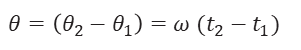 θ = (θ₂ − θ₁) = ω (t₂ − t₁)